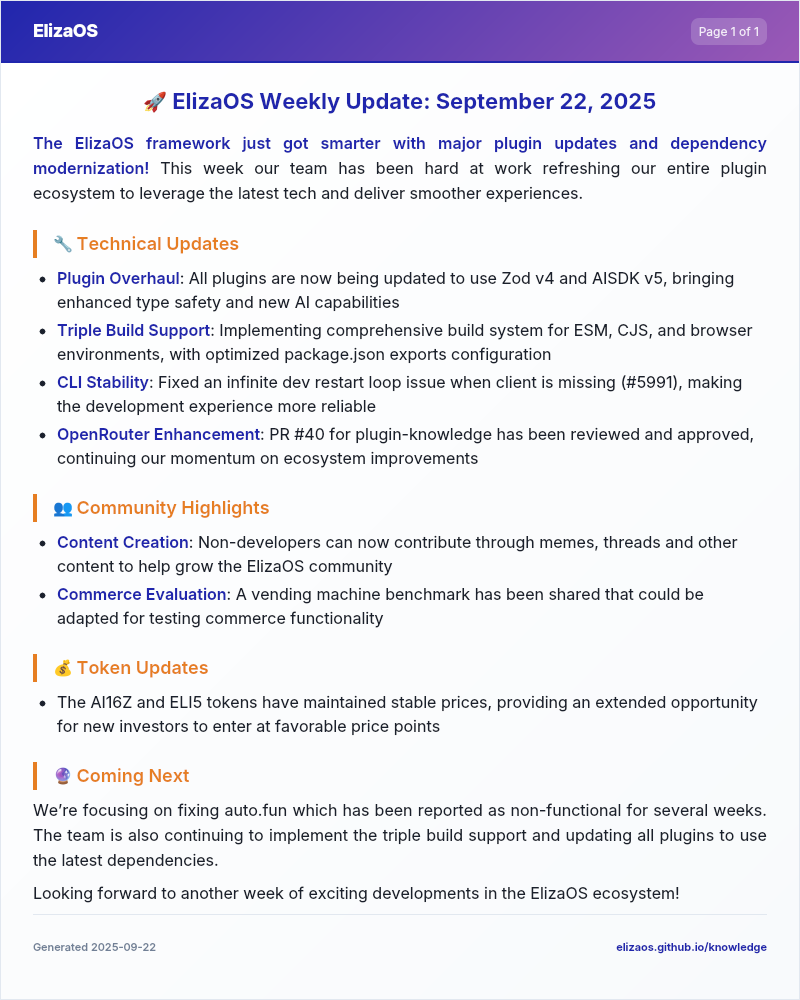 ElizaOS
Page 1 of 1
🚀 ElizaOS Weekly Update: September 22, 2025
The ElizaOS framework just got smarter with major plugin updates and dependency
modernization! This week our team has been hard at work refreshing our entire plugin
ecosystem to leverage the latest tech and deliver smoother experiences.
🔧 Technical Updates
• Plugin Overhaul: All plugins are now being updated to use Zod v4 and AISDK v5, bringing
enhanced type safety and new AI capabilities
• Triple Build Support: Implementing comprehensive build system for ESM, CJS, and browser
environments, with optimized package.json exports configuration
• CLI Stability: Fixed an infinite dev restart loop issue when client is missing (#5991), making
the development experience more reliable
• OpenRouter Enhancement: PR #40 for plugin-knowledge has been reviewed and approved,
continuing our momentum on ecosystem improvements
👥 Community Highlights
• Content Creation: Non-developers can now contribute through memes, threads and other
content to help grow the ElizaOS community
• Commerce Evaluation: A vending machine benchmark has been shared that could be
adapted for testing commerce functionality
💰 Token Updates
• The AI16Z and ELI5 tokens have maintained stable prices, providing an extended opportunity
for new investors to enter at favorable price points
🔮 Coming Next
We're focusing on fixing auto.fun which has been reported as non-functional for several weeks.
The team is also continuing to implement the triple build support and updating all plugins to use
the latest dependencies.
Looking forward to another week of exciting developments in the ElizaOS ecosystem!
Generated 2025-09-22
elizaos.github.io/knowledge